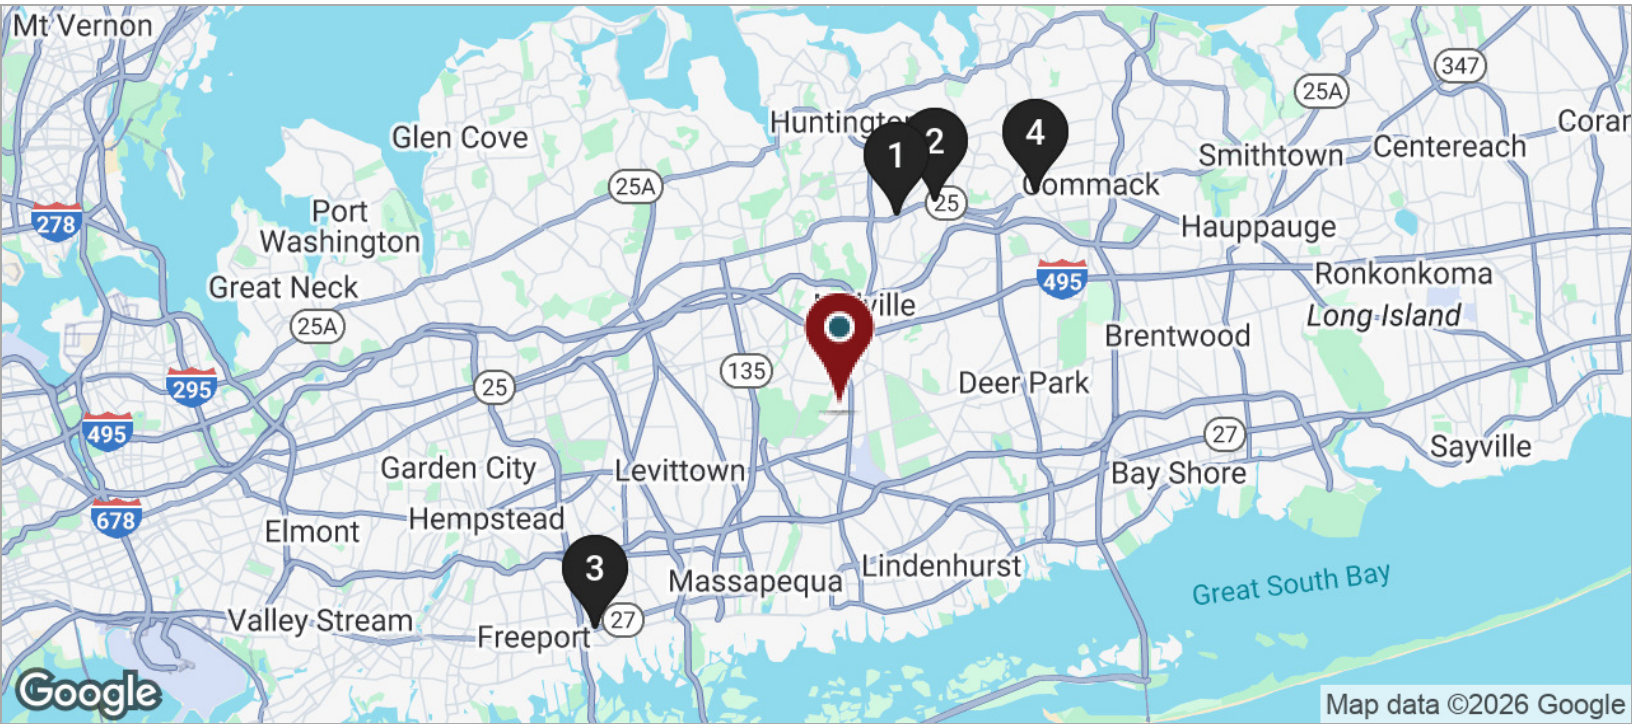 Mt Vernon
347
25A
Coram
Glen Cove
Huntington
2
4
1
Centereach
Smithtown
25A
Commack
25
278
Port
Washington
Hauppauge
Great Neck
495
Ronkonkoma
Long Island
Melville
25A
Brentwood
135
295
25
Deer Park
495
27
Sayville
Garden City
Levittown
Bay Shore
678
Hempstead
Elmont
3
Massapequa
Lindenhurst
Great South Bay
Valley Stream
27
Freeport
Google
Map data ©2026 Google